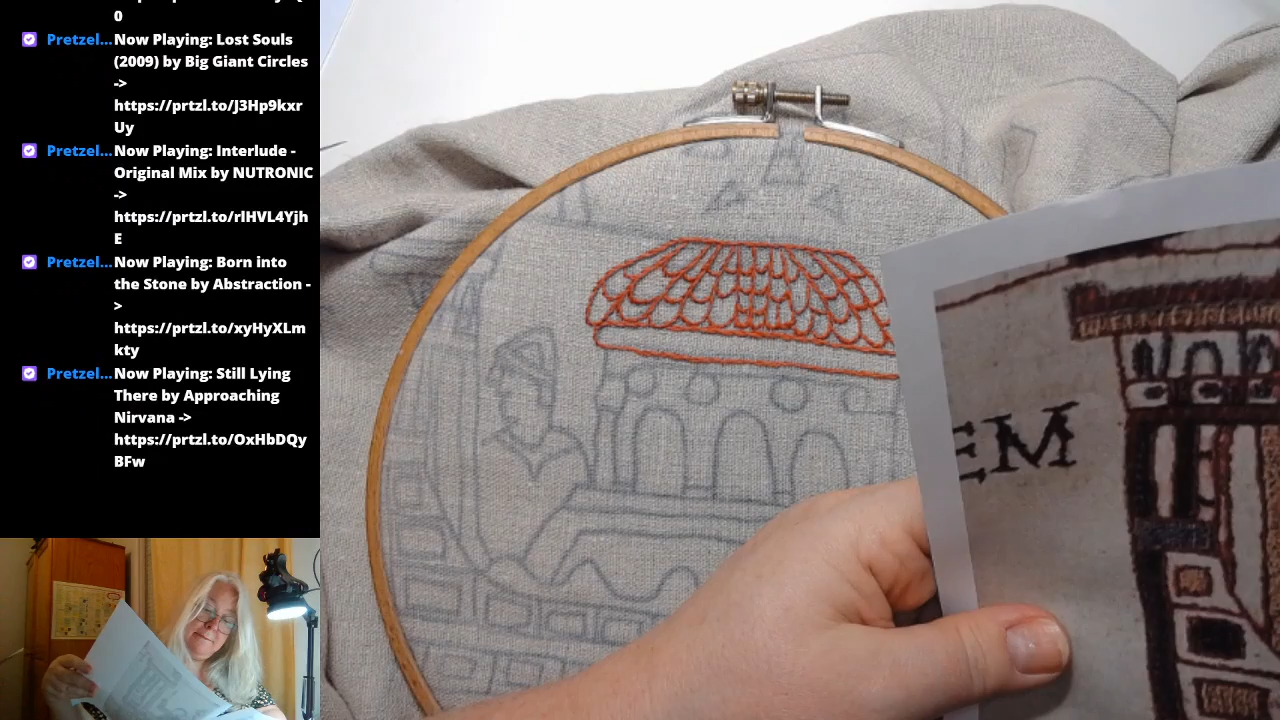 0
Pretzel... Now Playing: Lost Souls
(2009) by Big Giant Circles
->
https://prtzl.to/J3Hp9kxr
Uy
Pretzel... Now Playing: Interlude -
Original Mix by NUTRONIC
->
https://prtzl.to/rlHVL4Yjh
E
Pretzel... Now Playing: Born into
the Stone by Abstraction -
>
https://prtzl.to/xyHyXLm
kty
Pretzel... Now Playing: Still Lying
There by Approaching
Nirvana ->
https://prtzl.to/OxHbDQy
BFw
EM